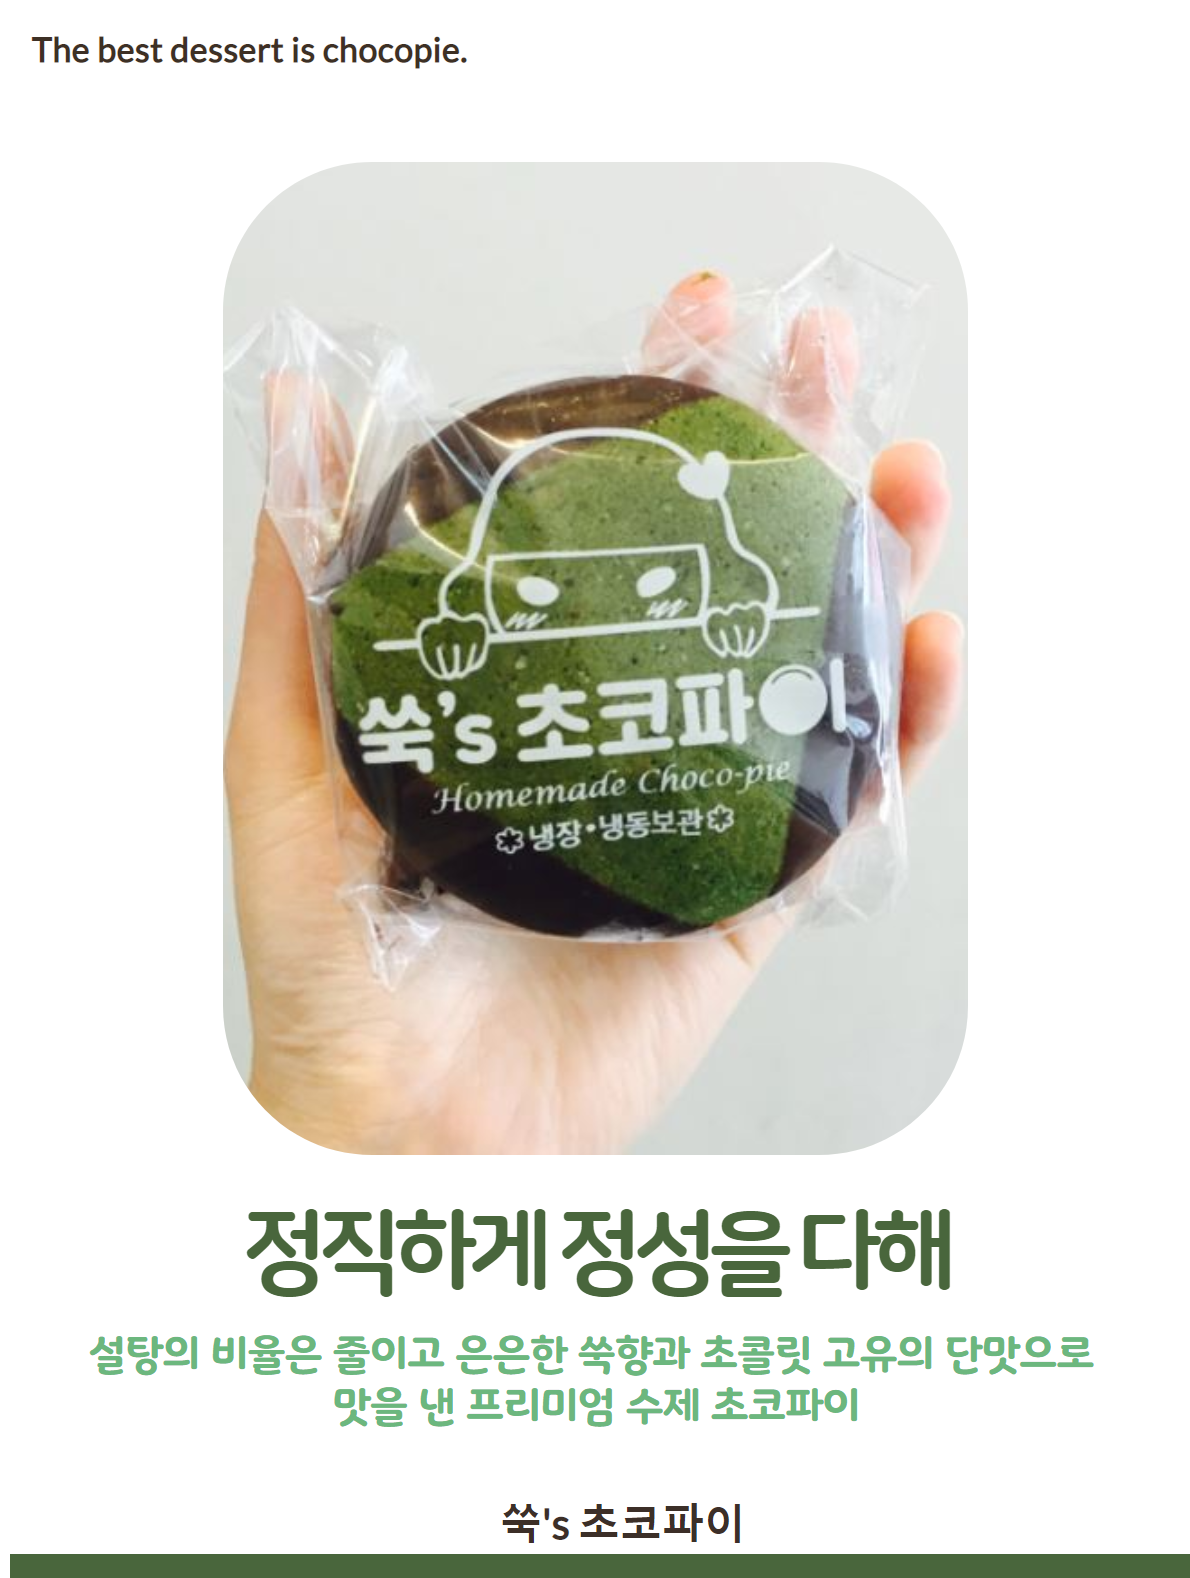 The best dessert is chocopie.
쑥's 초코파이
Homemade Choco-pie
냉장•냉동보관
정직하게 정성을 다해
설탕의 비율은 줄이고 은은한 쑥향과 초콜릿 고유의 단맛으로
맛을 낸 프리미엄 수제 초코파이
쑥's 초코파이